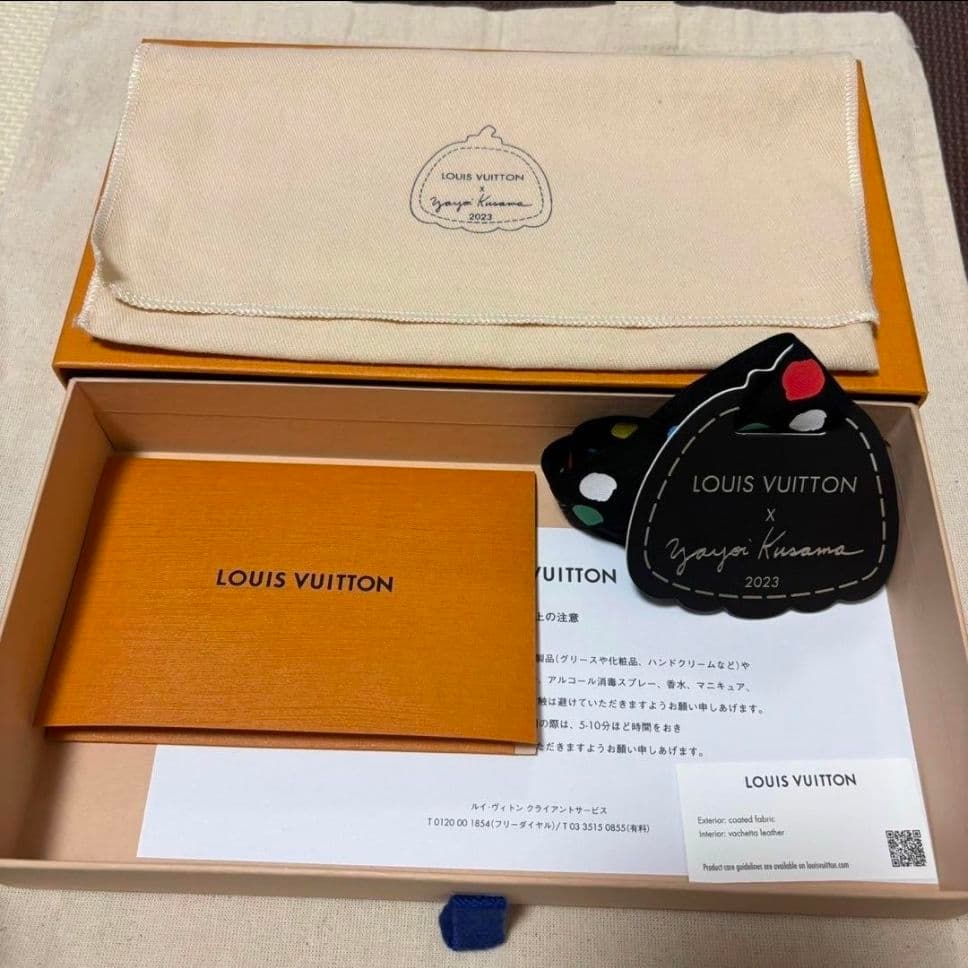 LOUIS VUITTON
x
Yayoi Kusama
2023
LOUIS VUITTON
X
Yayoi Kusama
2023
LOUIS VUITTON
VUITTON
上の注意
製品(グリースや化粧品、ハンドクリームなど)や
、アルコール消毒スプレー、香水、マニキュア、
触は避けていただきますようお願い申しあげます。
の際は、5-10分ほど時間をおき
ただきますようお願い申しあげます。
ルイ・ヴィトン クライアントサービス
T 0120 00 1854(フリーダイヤル)/T 03 3515 0855(有料)
LOUIS VUITTON
Exterior: coated fabric
Interior: vachetta leather
Product care guidelines are available on louisvuitton.com